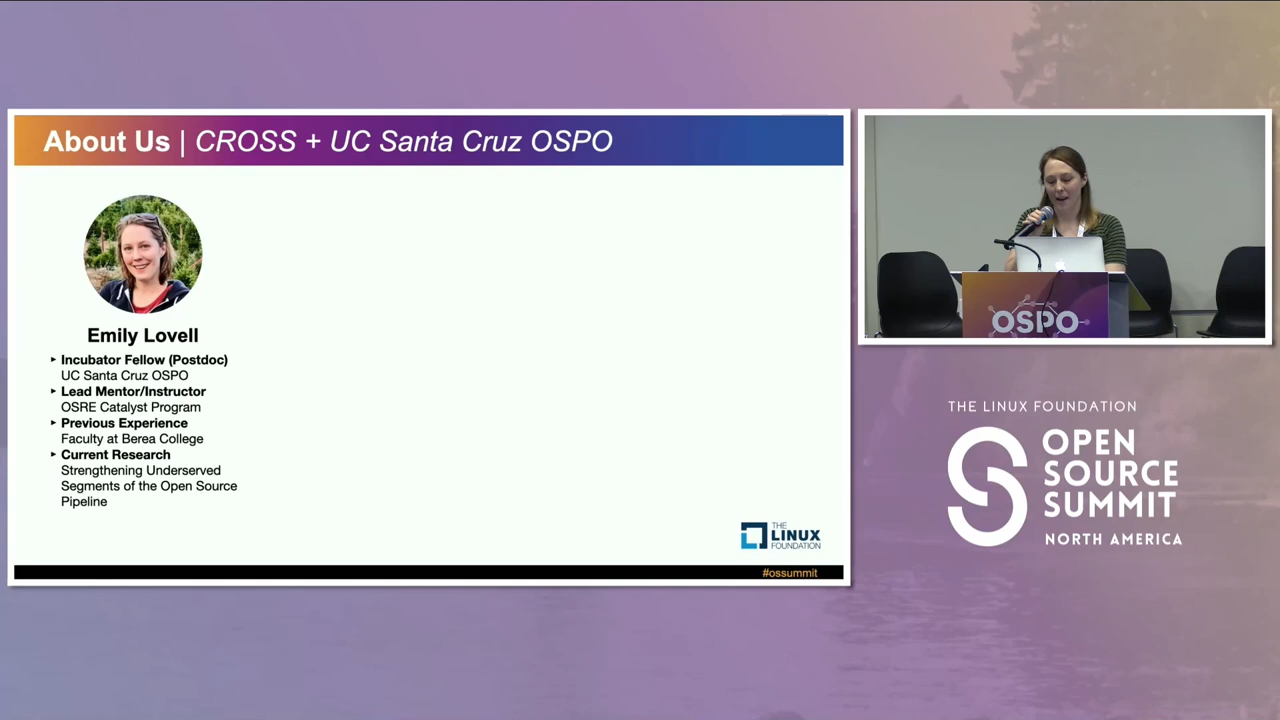 About Us | CROSS + UC Santa Cruz OSPO
Emily Lovell
‣ Incubator Fellow (Postdoc)
UC Santa Cruz OSPO
‣ Lead Mentor/Instructor
OSRE Catalyst Program
‣ Previous Experience
Faculty at Berea College
‣ Current Research
Strengthening Underserved
Segments of the Open Source
Pipeline
THE
LINUX
FOUNDATION
#ossummit
OSPO
THE LINUX FOUNDATION
OPEN
SOURCE
SUMMIT
NORTH AMERICA